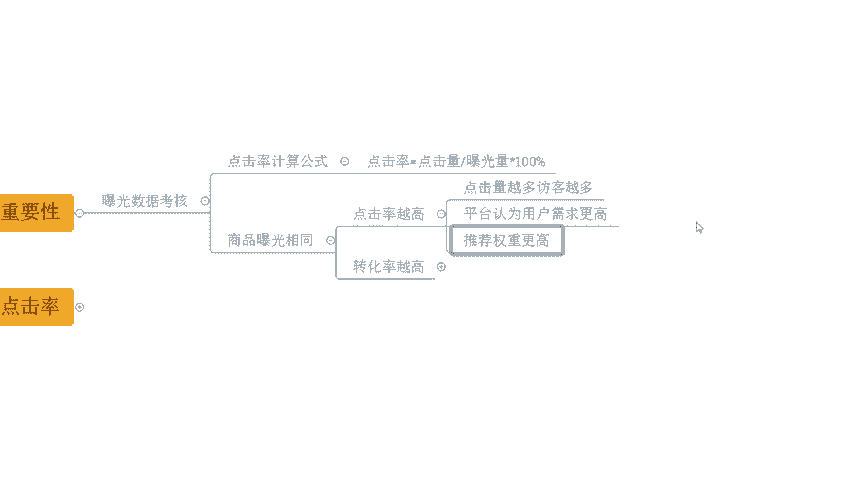 点击率计算公式
点击率=点击量/曝光量*100%
点击量越多访客越多
重要性
曝光数据考核
点击率越高
平台认为用户需求更高
商品曝光相同
推荐权重更高
转化率越高
点击率